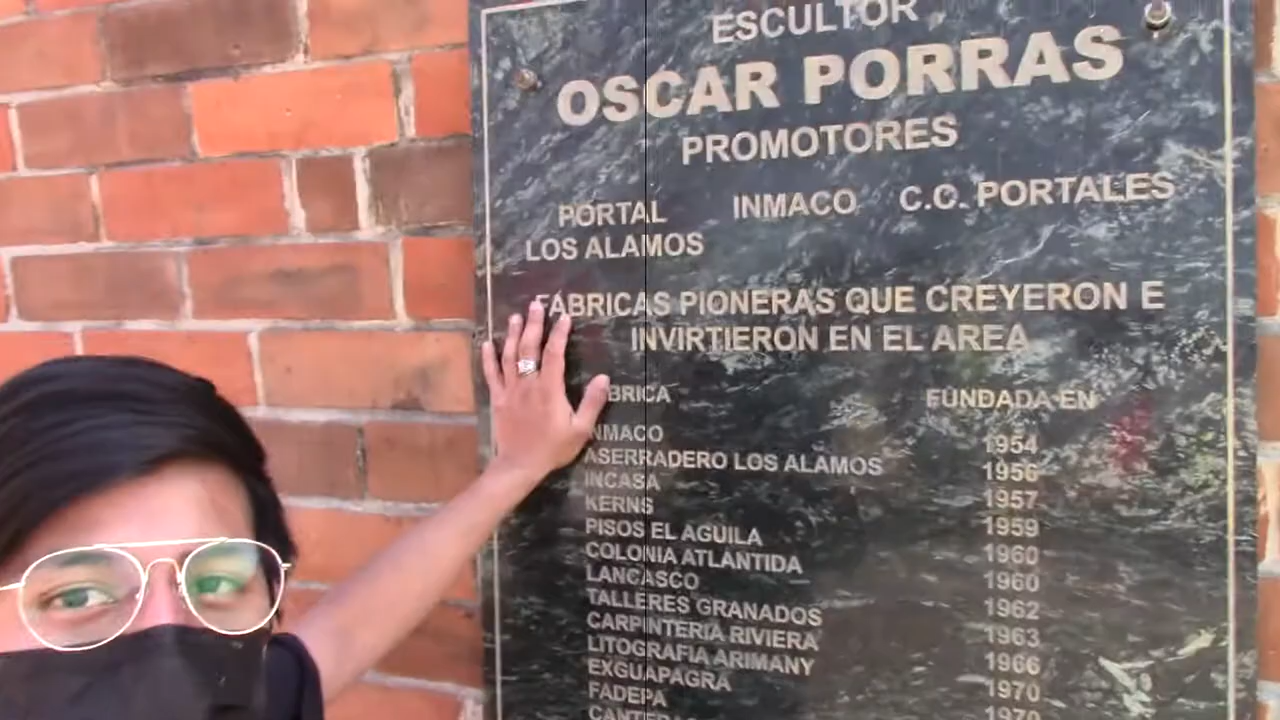 ESCULTOR
OSCAR PORRAS
PROMOTORES
PORTAL INMACO C.C. PORTALES
LOS ALAMOS
FABRICAS PIONERAS QUE CREYERON E
INVIRTIERON EN EL AREA
BRICA FUNDADA EN
NMACO 1954
ASERRADERO LOS ALAMOS 1956
INCASA 1957
KERNS 1959
PISOS EL AGUILA 1960
COLONIA ATLANTIDA 1960
LANCASCO 1962
TALLERES GRANADOS 1963
CARPINTERIA RIVIERA 1966
LITOGRAFIA ARIMANY 1970
EXGUAPAGRA 1970
FADEPA